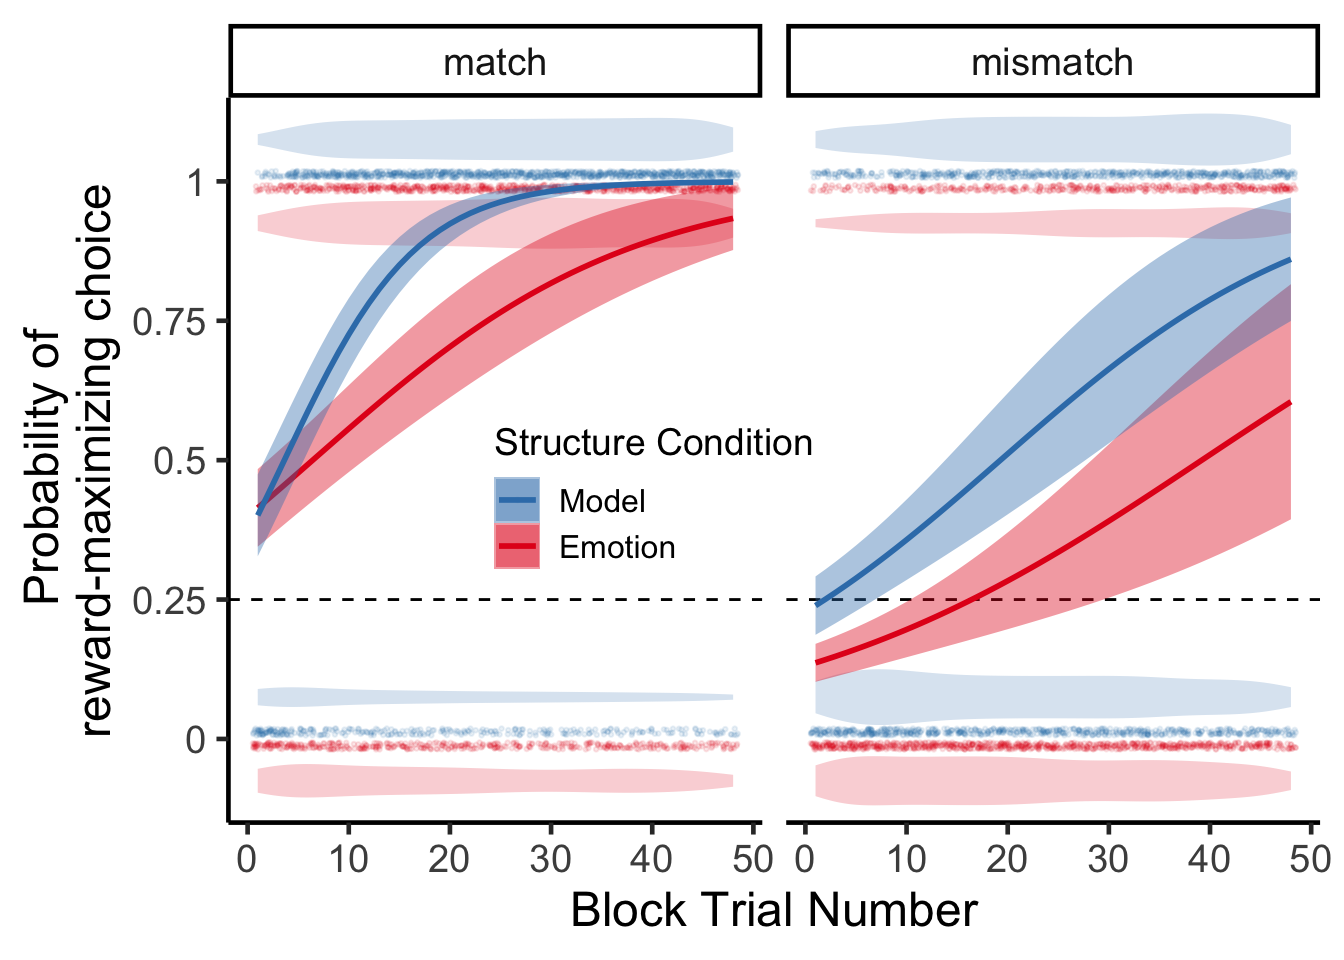 match
mismatch
Probability of
reward-maximizing choice
1
0.75
0.5
0.25
0
Structure Condition
Model
Emotion
0 10 20 30 40 50
0 10 20 30 40 50
Block Trial Number